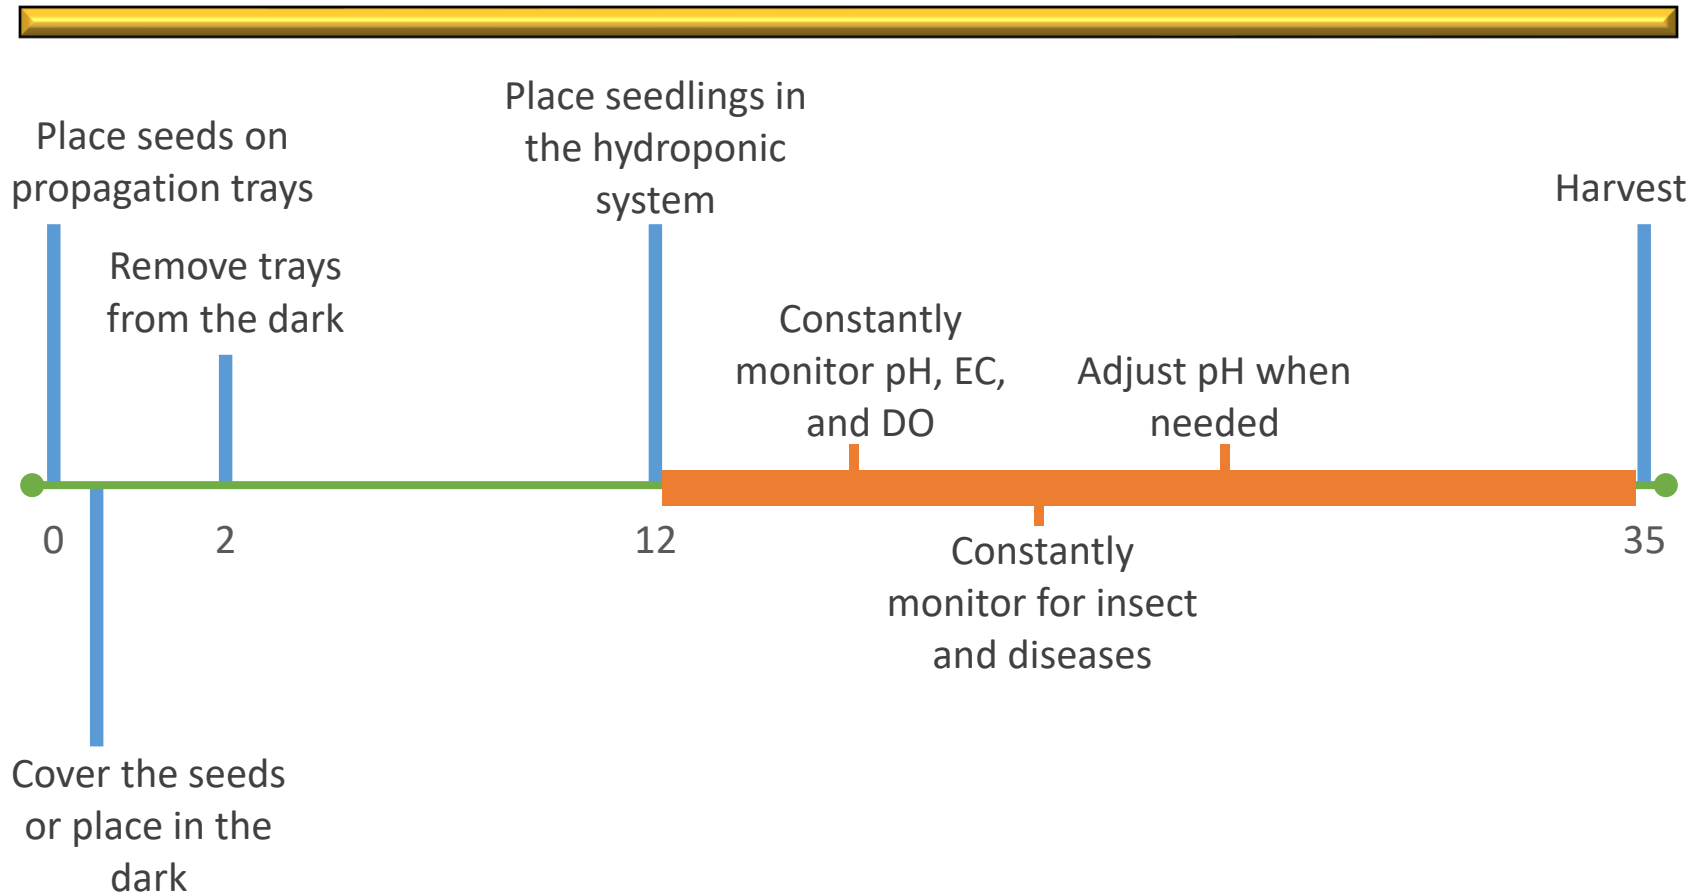 Place seeds on
propagation trays
Remove trays
from the dark
Place seedlings in
the hydroponic
system
Constantly
monitor pH, EC,
and DO
Adjust pH when
needed
Harvest
0
2
12
35
Constantly
monitor for insect
and diseases
Cover the seeds
or place in the
dark